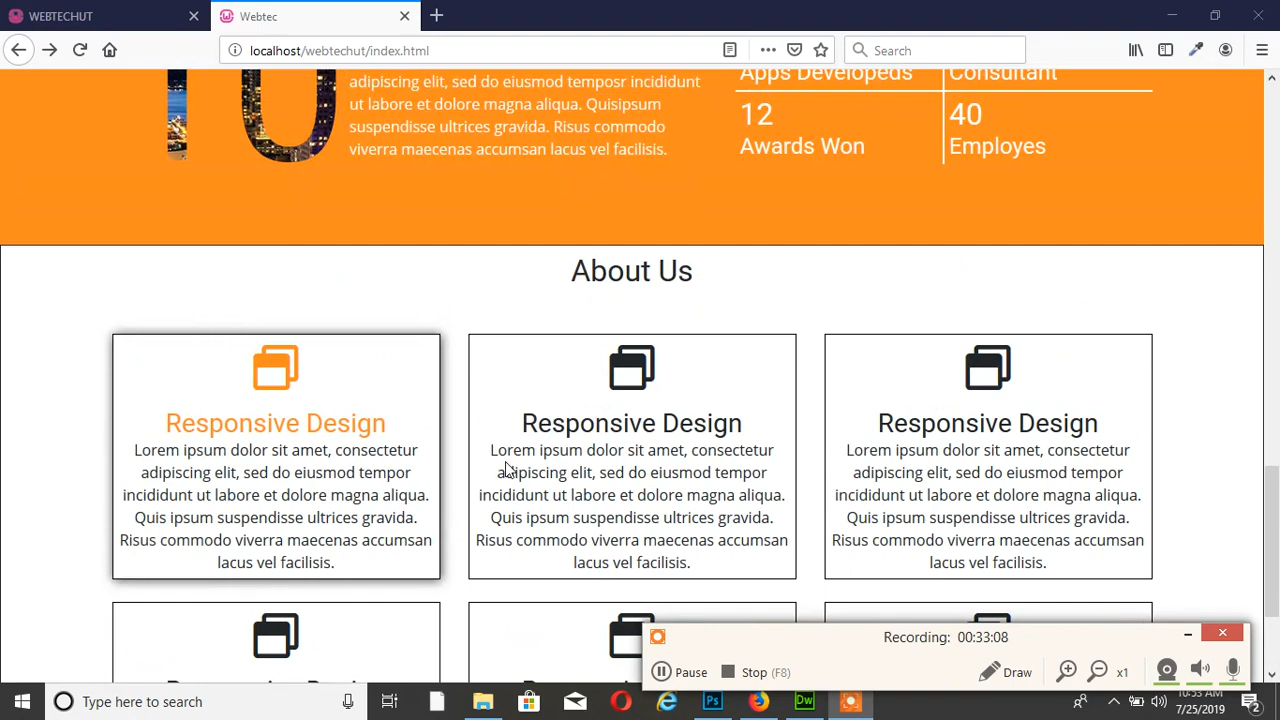 WEBTECHUT
Webtec
localhost/webtechut/index.html
Search
10
adipiscing elit, sed do eiusmod temposr incididunt
ut labore et dolore magna aliqua. Quisipsum
suspendisse ultrices gravida. Risus commodo
viverra maecenas accumsan lacus vel facilisis.
Apps Developeds
Consultant
12
Awards Won
40
Employes
About Us
Responsive Design
Lorem ipsum dolor sit amet, consectetur
adipiscing elit, sed do eiusmod tempor
incididunt ut labore et dolore magna aliqua.
Quis ipsum suspendisse ultrices gravida.
Risus commodo viverra maecenas accumsan
lacus vel facilisis.
Responsive Design
Lorem ipsum dolor sit amet, consectetur
adipiscing elit, sed do eiusmod tempor
incididunt ut labore et dolore magna aliqua.
Quis ipsum suspendisse ultrices gravida.
Risus commodo viverra maecenas accumsan
lacus vel facilisis.
Responsive Design
Lorem ipsum dolor sit amet, consectetur
adipiscing elit, sed do eiusmod tempor
incididunt ut labore et dolore magna aliqua.
Quis ipsum suspendisse ultrices gravida.
Risus commodo viverra maecenas accumsan
lacus vel facilisis.
Recording: 00:33:08
Pause
Stop (F8)
Draw
x1
Type here to search
Ps
Dw
10:53 AM
7/25/2019
2